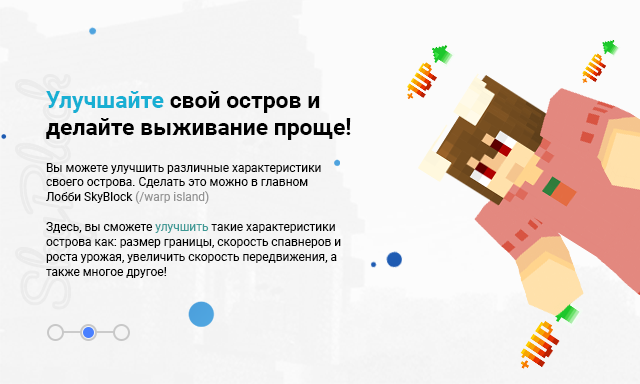 Улучшайте свой остров и
делайте выживание проще!
Вы можете улучшить различные характеристики
своего острова. Сделать это можно в главном
Лобби SkyBlock (/warp island)
Здесь, вы сможете улучшить такие характеристики
острова как: размер границы, скорость спавнеров и
роста урожая, увеличить скорость передвижения, а
также многое другое!
SkyBlock
+1UP
+1UP
+1UP